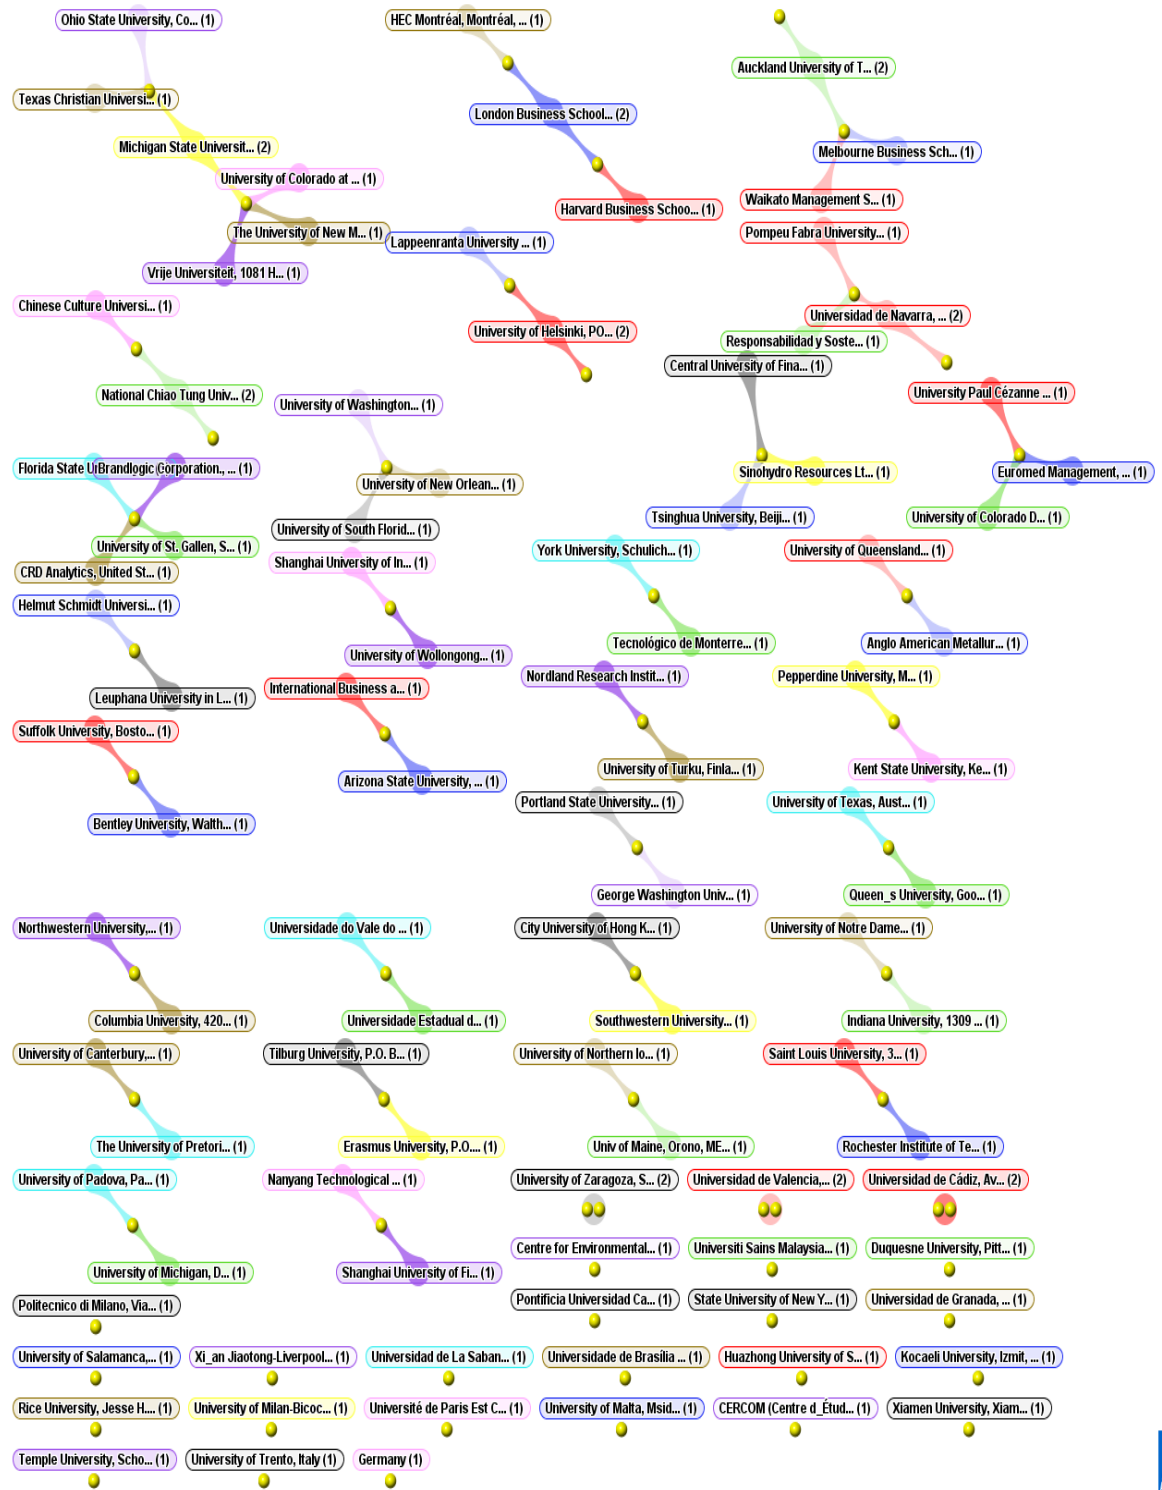 Ohio State University, Co... (1)
HEC Montréal, Montréal, ... (1)
Auckland University of T... (2)
Texas Christian Universi... (1)
London Business School... (2)
Michigan State Universit... (2)
Melbourne Business Sch... (1)
University of Colorado at ... (1)
Waikato Management S... (1)
Harvard Business Schoo... (1)
The University of New M... (1)
Pompeu Fabra University... (1)
Lappeenranta University ... (1)
Vrije Universiteit, 1081 H... (1)
Chinese Culture Universi... (1)
Universidad de Navarra, ... (2)
University of Helsinki, PO... (2)
Responsabilidad y Soste... (1)
Central University of Fina... (1)
National Chiao Tung Univ... (2)
University Paul Cézanne ... (1)
University of Washington... (1)
Florida State U
Brandlogic Corporation., ... (1)
Sinohydro Resources Lt... (1)
Euromed Management, ... (1)
University of New Orlean... (1)
Tsinghua University, Beiji... (1)
University of Colorado D... (1)
University of South Florid... (1)
University of St. Gallen, S... (1)
York University, Schulich... (1)
University of Queensland... (1)
Shanghai University of In... (1)
CRD Analytics, United St... (1)
Helmut Schmidt Universi... (1)
Tecnológico de Monterre... (1)
Anglo American Metallur... (1)
University of Wollongong... (1)
Nordland Research Instit... (1)
Pepperdine University, M... (1)
International Business a... (1)
Leuphana University in L... (1)
Suffolk University, Bosto... (1)
University of Turku, Finla... (1)
Kent State University, Ke... (1)
Arizona State University, ... (1)
Portland State University... (1)
University of Texas, Aust... (1)
Bentley University, Walth... (1)
George Washington Univ... (1)
Queen_s University, Goo... (1)
Northwestern University,... (1)
Universidade do Vale do ... (1)
City University of Hong K... (1)
University of Notre Dame... (1)
Columbia University, 420... (1)
Universidade Estadual d... (1)
Southwestern University... (1)
Indiana University, 1309 ... (1)
University of Canterbury,... (1)
Tilburg University, P.O. B... (1)
University of Northern Io... (1)
Saint Louis University, 3... (1)
The University of Pretori... (1)
Erasmus University, P.O.... (1)
Univ of Maine, Orono, ME... (1)
Rochester Institute of Te... (1)
University of Padova, Pa... (1)
Nanyang Technological ... (1)
University of Zaragoza, S... (2)
Universidad de Valencia,... (2)
Universidad de Cádiz, Av... (2)
Centre for Environmental... (1)
Universiti Sains Malaysia... (1)
Duquesne University, Pitt... (1)
University of Michigan, D... (1)
Shanghai University of Fi... (1)
Pontificia Universidad Ca... (1)
State University of New Y... (1)
Universidad de Granada, ... (1)
Politecnico di Milano, Via... (1)
University of Salamanca,... (1)
Xi_an Jiaotong-Liverpool... (1)
Universidad de La Saban... (1)
Universidade de Brasília ... (1)
Huazhong University of S... (1)
Kocaeli University, Izmit, ... (1)
Rice University, Jesse H.... (1)
University of Milan-Bicoc... (1)
Université de Paris Est C... (1)
University of Malta, Msid... (1)
CERCOM (Centre d_Étud... (1)
Xiamen University, Xiam... (1)
Temple University, Scho... (1)
University of Trento, Italy (1)
Germany (1)